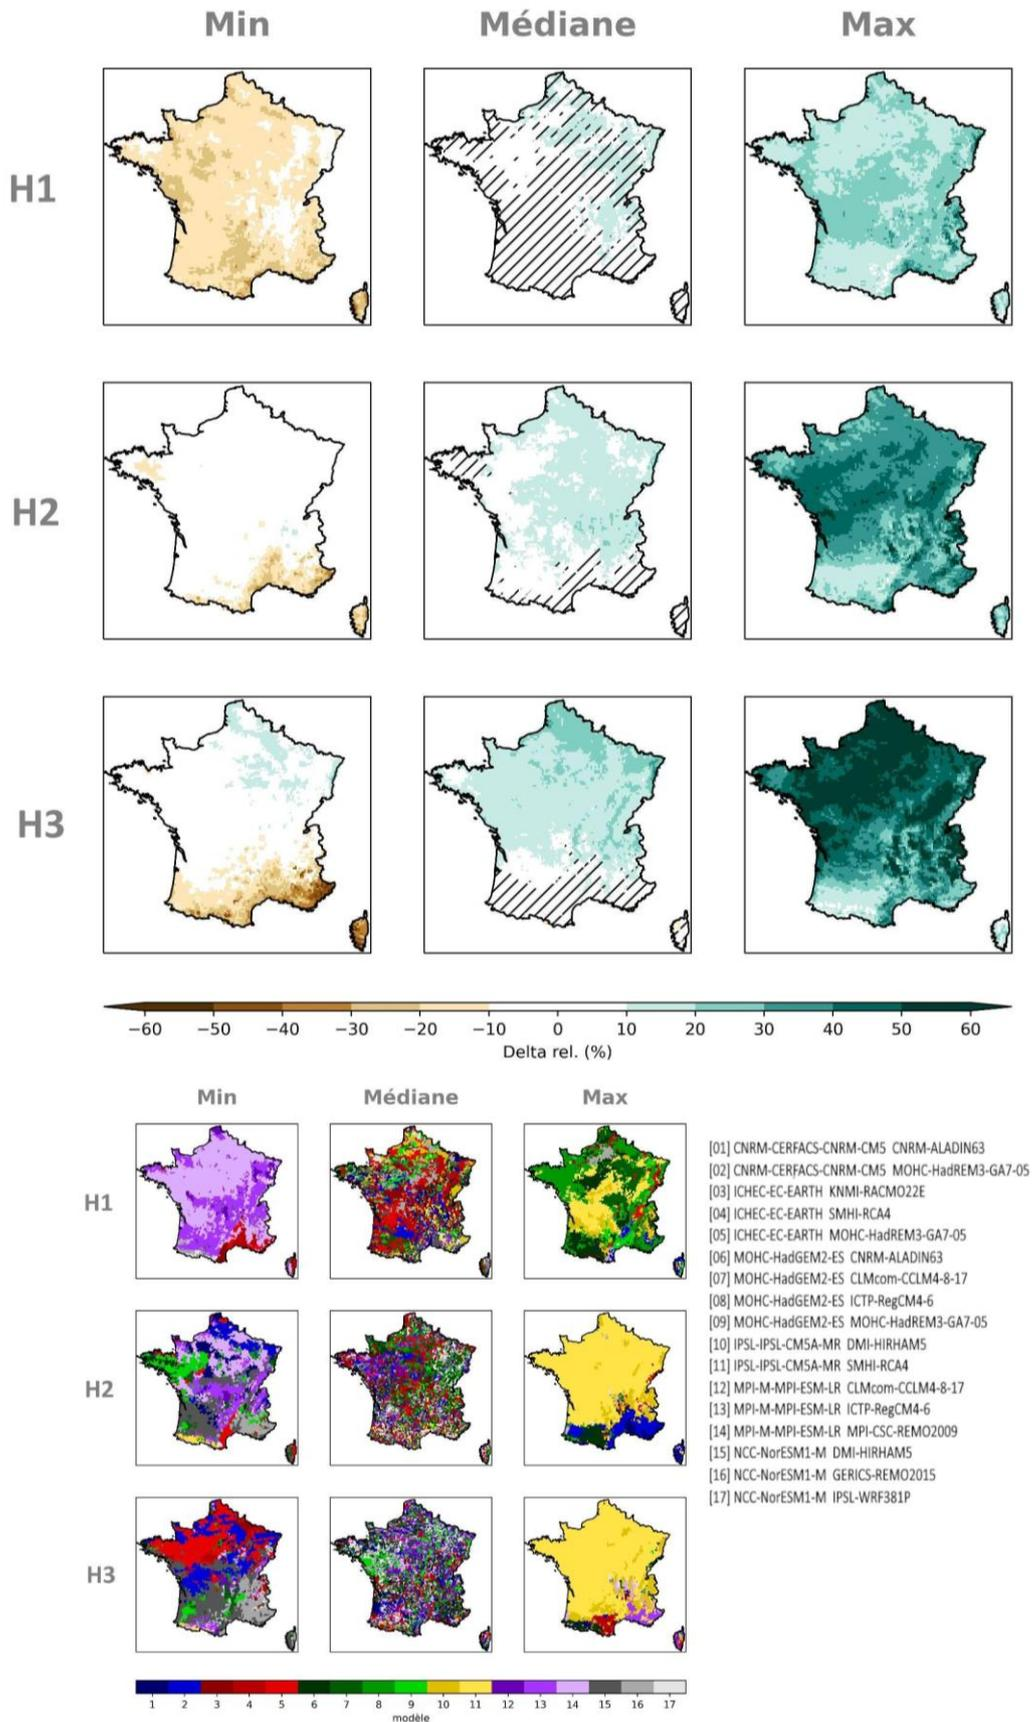 Min Médiane Max
H1
H2
H3
−60 −50 −40 −30 −20 −10 0 10 20 30 40 50 60
Delta rel. (%)
Min Médiane Max
H1
H2
H3
[01] CNRM-CERFACS-CNRM-CM5 CNRM-ALADIN63
[02] CNRM-CERFACS-CNRM-CM5 MOHC-HadREM3-GA7-05
[03] ICHEC-EC-EARTH KNMI-RACMO22E
[04] ICHEC-EC-EARTH SMHI-RCA4
[05] ICHEC-EC-EARTH MOHC-HadREM3-GA7-05
[06] MOHC-HadGEM2-ES CNRM-ALADIN63
[07] MOHC-HadGEM2-ES CLMcom-CCLM4-8-17
[08] MOHC-HadGEM2-ES ICTP-RegCM4-6
[09] MOHC-HadGEM2-ES MOHC-HadREM3-GA7-05
[10] IPSL-IPSL-CM5A-MR DMI-HIRHAM5
[11] IPSL-IPSL-CM5A-MR SMHI-RCA4
[12] MPI-M-MPI-ESM-LR CLMcom-CCLM4-8-17
[13] MPI-M-MPI-ESM-LR ICTP-RegCM4-6
[14] MPI-M-MPI-ESM-LR MPI-CSC-REMO2009
[15] NCC-NorESM1-M DMI-HIRHAM5
[16] NCC-NorESM1-M GERICS-REMO2015
[17] NCC-NorESM1-M IPSL-WRF381P
1 2 3 4 5 6 7 8 9 10 11 12 13 14 15 16 17
modèle